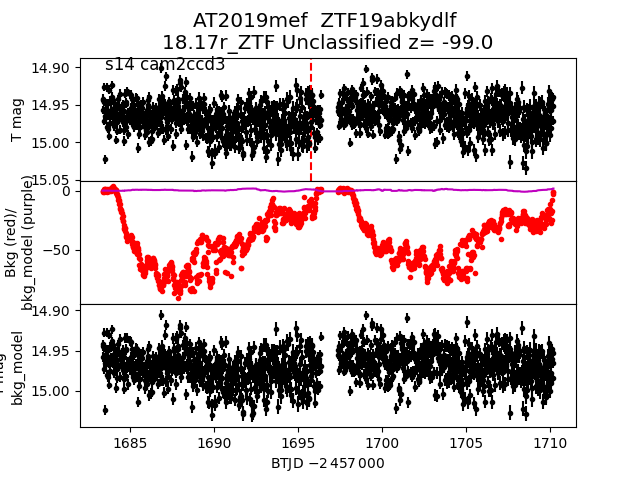 AT2019mef ZTF19abkydlf
18.17r_ZTF Unclassified z= -99.0
s14 cam2ccd3
14.90
14.95
15.00
15.05
T mag
0
−50
Bkg (red)/
bkg_model (purple)
14.90
14.95
15.00
mag
bkg_model
1685
1690
1695
1700
1705
1710
BTJD −2 457 000